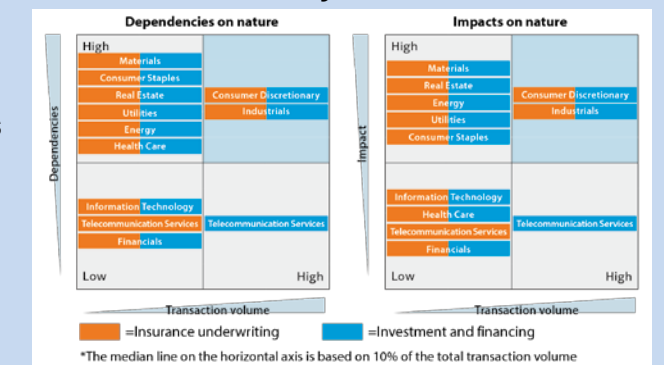 Dependencies on nature
High
Materials
Consumer Staples
Real Estate
Utilities
Energy
Health Care
Consumer Discretionary
Industrials
Information Technology
Telecommunication Services
Financials
Telecommunication Services
Low
High
Dependencies
Transaction volume
Impacts on nature
High
Materials
Real Estate
Energy
Utilities
Consumer Staples
Consumer Discretionary
Industrials
Information Technology
Health Care
Telecommunication Services
Financials
Telecommunication Services
Low
High
Impact
Transaction volume
=Insurance underwriting
=Investment and financing
*The median line on the horizontal axis is based on 10% of the total transaction volume